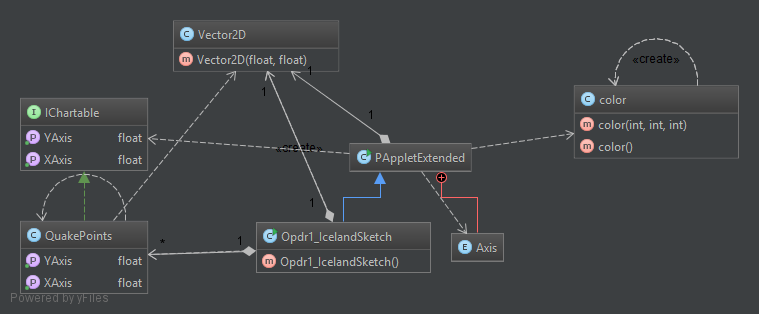 C Vector2D
m Vector2D(float, float)
1
1
«create»
C color
m color(int, int, int)
m color()
1
I IChartable
P YAxis float
P XAxis float
«create»
C PAppletExtended
1
C QuakePoints
P YAxis float
P XAxis float
*
1
C Opdr1_IcelandSketch
m Opdr1_IcelandSketch()
E Axis
Powered by yFiles